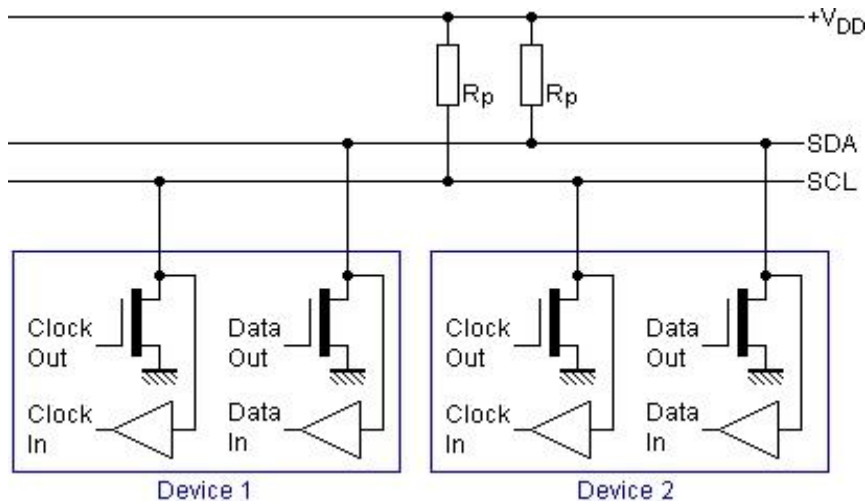 +VDD
Rp
Rp
SDA
SCL
Clock
Out
Data
Out
Clock
Out
Data
Out
Clock
In
Data
In
Clock
In
Data
In
Device 1
Device 2